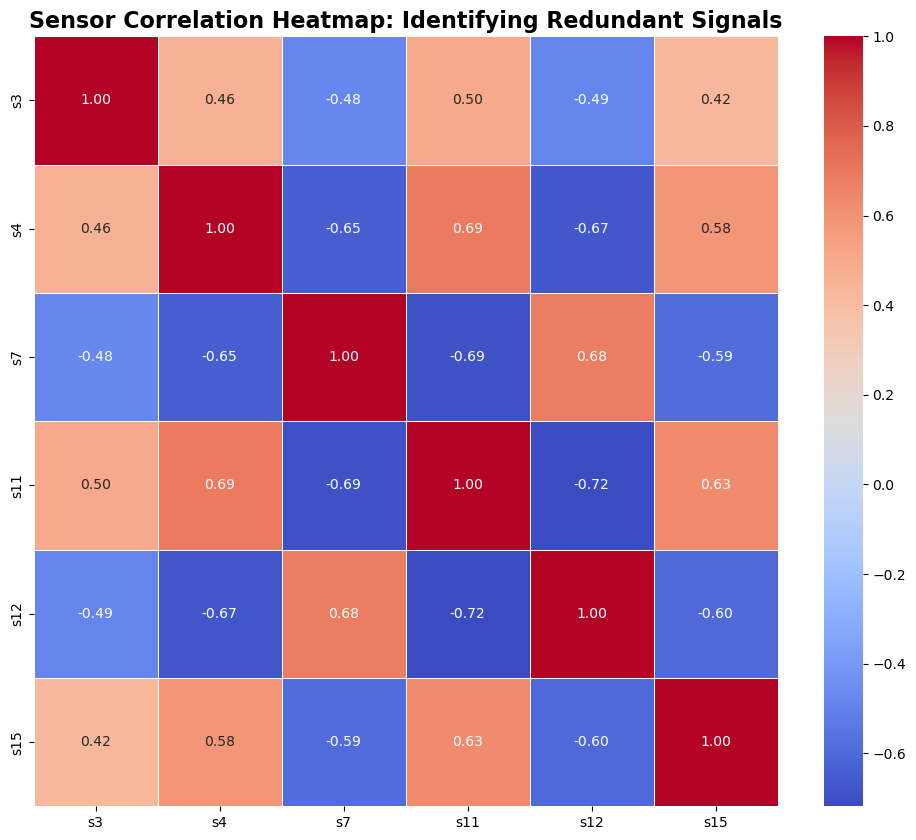 Sensor Correlation Heatmap: Identifying Redundant Signals
s3 1.00 0.46 -0.48 0.50 -0.49 0.42
s4 0.46 1.00 -0.65 0.69 -0.67 0.58
s7 -0.48 -0.65 1.00 -0.69 0.68 -0.59
s11 0.50 0.69 -0.69 1.00 -0.72 0.63
s12 -0.49 -0.67 0.68 -0.72 1.00 -0.60
s15 0.42 0.58 -0.59 0.63 -0.60 1.00
s3 s4 s7 s11 s12 s15
1.0
0.8
0.6
0.4
0.2
0.0
−0.2
−0.4
−0.6